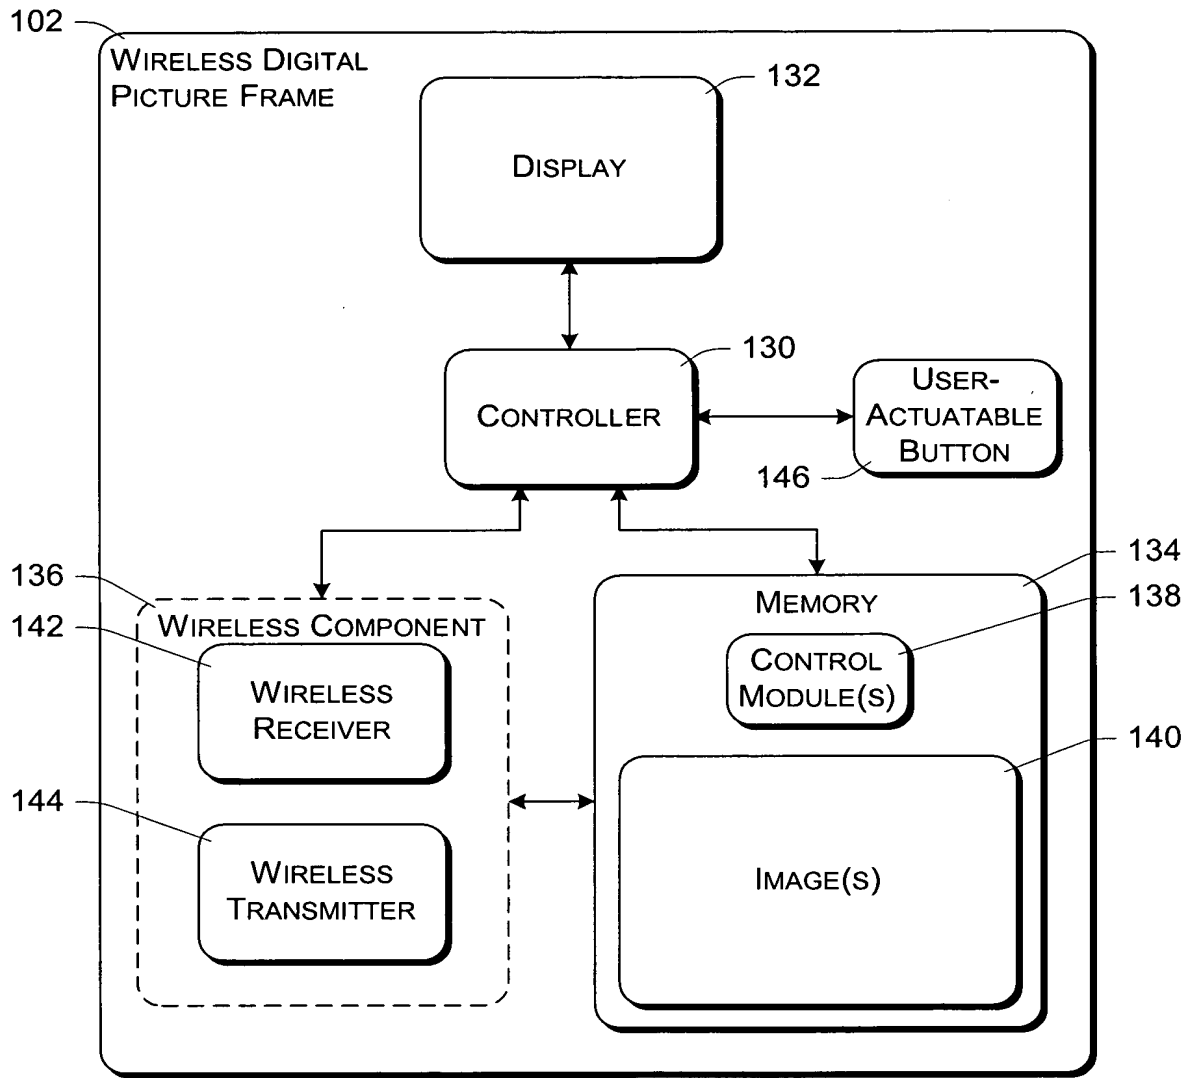 102
WIRELESS DIGITAL
PICTURE FRAME
132
DISPLAY
130
CONTROLLER
USER-
ACTUATABLE
BUTTON
146
134
136
MEMORY
138
142
WIRELESS COMPONENT
CONTROL
MODULE(S)
WIRELESS
RECEIVER
140
144
WIRELESS
TRANSMITTER
IMAGE(S)